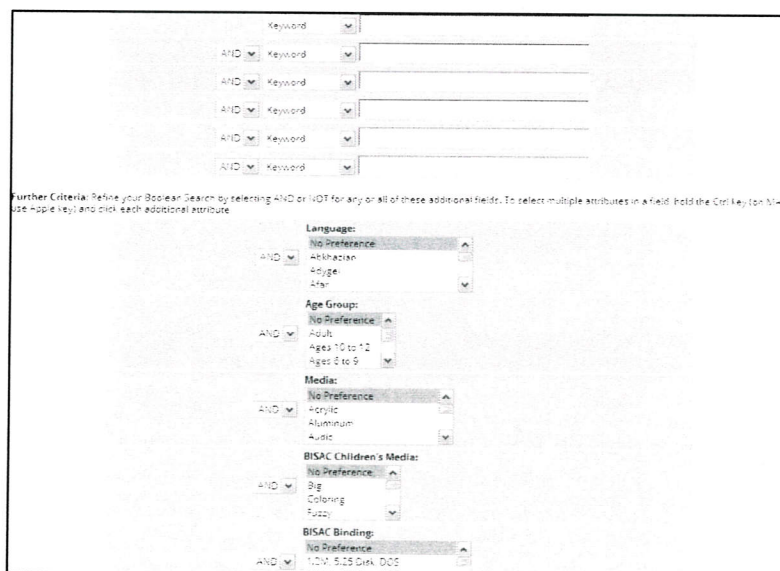 Keyword
AND Keyword
AND Keyword
AND Keyword
AND Keyword
AND Keyword
Further Criteria: Refine your Boolean Search by selecting AND or NOT for any or all of these additional fields. To select multiple attributes in a field, hold the Ctrl key (on
use Apple key) and click each additional attribute
Language:
No Preference
AND Abkhazian
Adygei
Afar
Age Group:
No Preference
AND Adult
Ages 10 to 12
Ages 6 to 9
Media:
No Preference
AND Acrylic
Aluminum
Audio
BISAC Children's Media:
No Preference
AND Big
Coloring
Fuzzy
BISAC Binding:
No Preference
AND 1.2M, 5.25 Disk, DOS